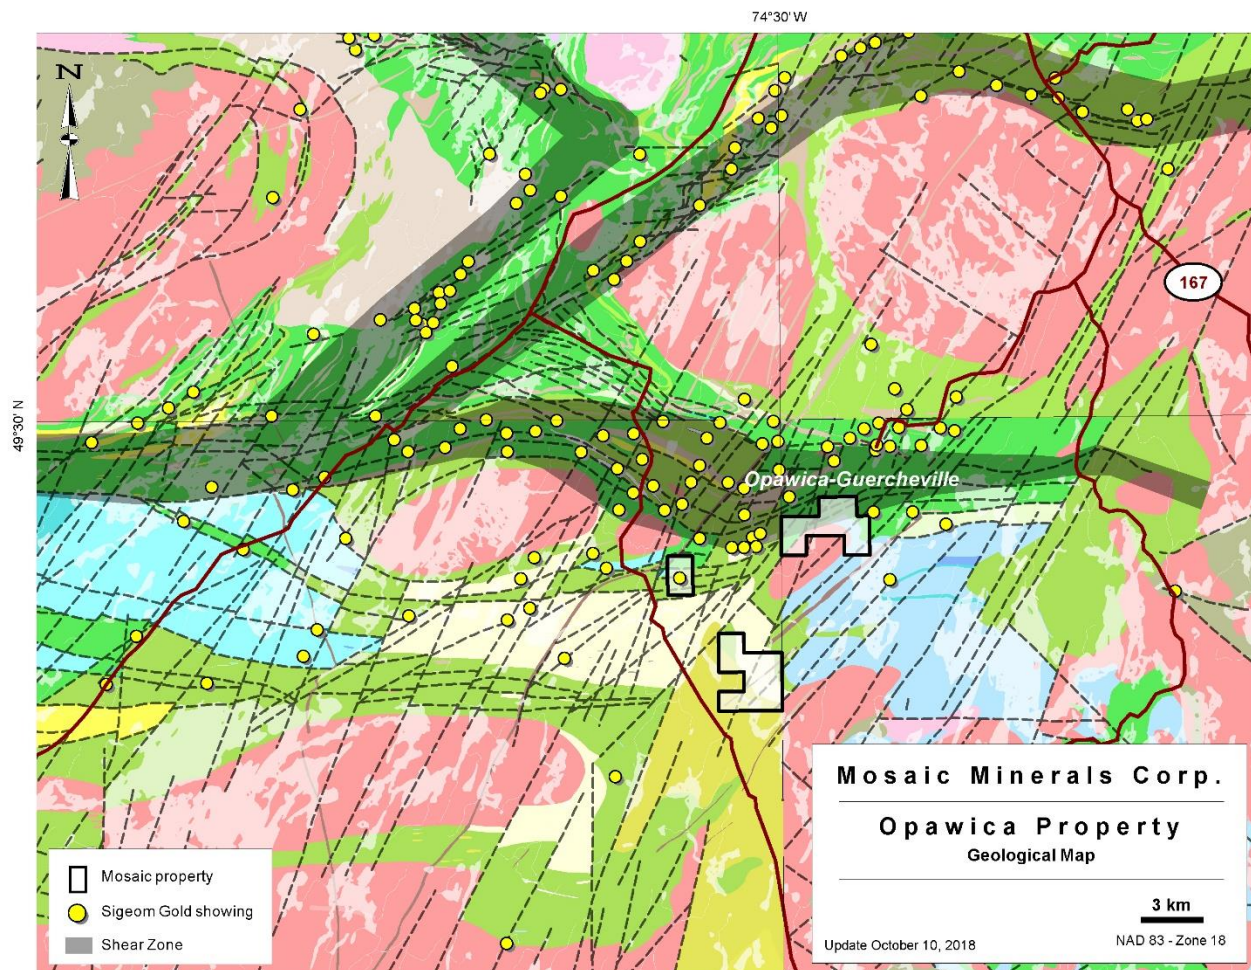 74°30' W
N
167
49°30' N
Opawica-Guercheville
Mosaic Minerals Corp.
Opawica Property
Geological Map
3 km
Update October 10, 2018
NAD 83 - Zone 18
Mosaic property
Sigeom Gold showing
Shear Zone